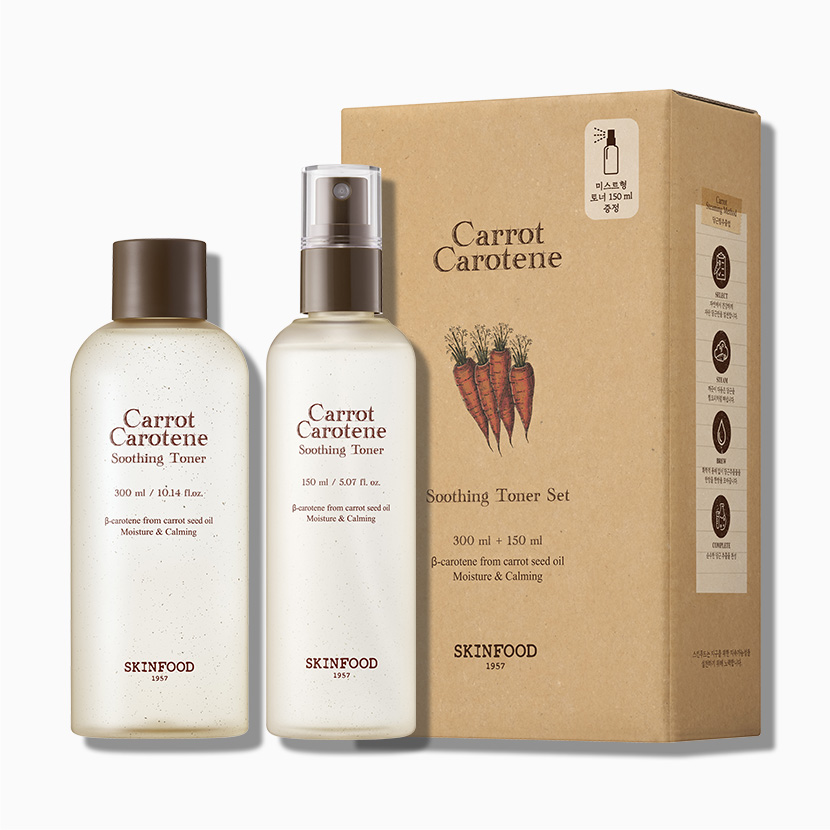 Carrot
Carotene
Soothing Toner
300 ml / 10.14 fl.oz.
β-carotene from carrot seed oil
Moisture & Calming
SKINFOOD
1957
Carrot
Carotene
Soothing Toner
150 ml / 5.07 fl. oz.
β-carotene from carrot seed oil
Moisture & Calming
SKINFOOD
1957
미스트형
토너 150 ml
증정
Carrot
Carotene
Soothing Toner Set
300 ml + 150 ml
β-carotene from carrot seed oil
Moisture & Calming
SKINFOOD
1957
Carrot
Steaming Method
SELECT
STEAM
BREW
COMPLETE